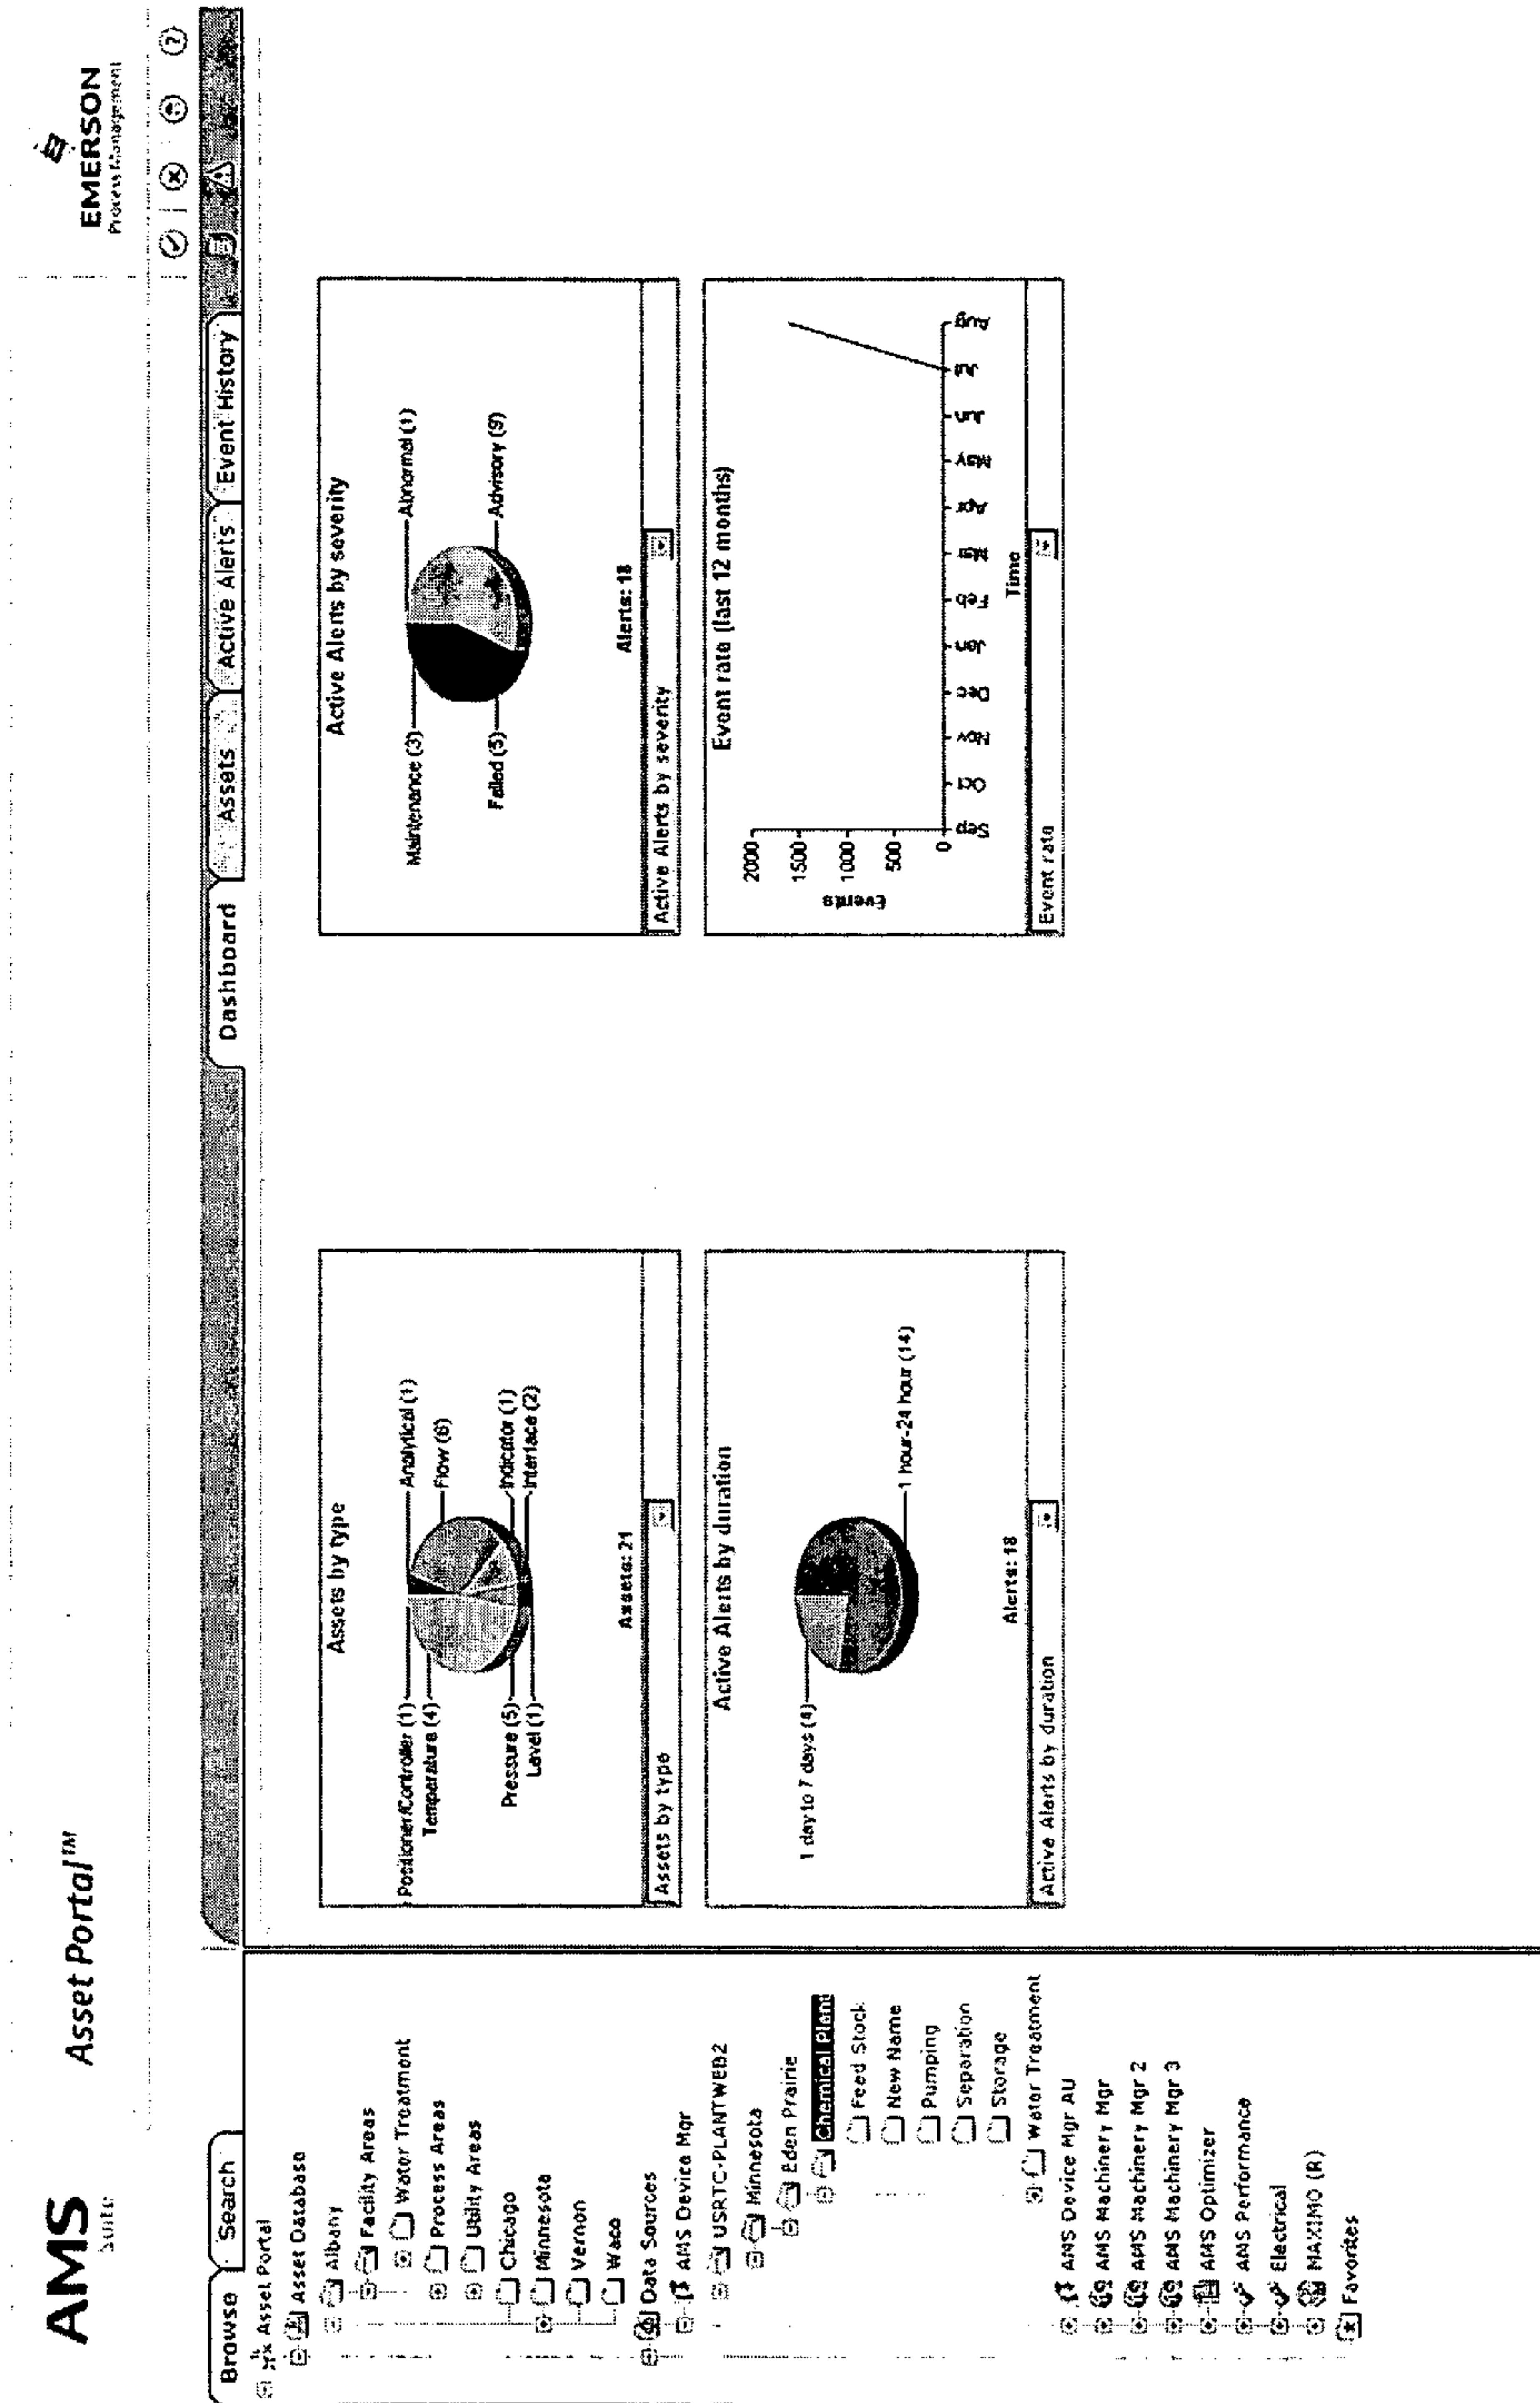 AMS
Suite
Asset Portal™
EMERSON
Process Management
Browse
Search
Dashboard
Assets
Active Alerts
Event History
Asset Portal
Asset Database
Albany
Facility Areas
Water Treatment
Process Areas
Utility Areas
Chicago
Minnesota
Vernon
Waco
Data Sources
AMS Device Mgr
USRTC-PLANTWEB2
Minnesota
Eden Prairie
Chemical Plant
Feed Stock
New Name
Pumping
Separation
Storage
Water Treatment
AMS Device Mgr AU
AMS Machinery Mgr
AMS Machinery Mgr 2
AMS Machinery Mgr 3
AMS Optimizer
AMS Performance
Electrical
MAXIMO (R)
Favorites
Assets by type
Positioner/Controller (1)
Analytical (1)
Temperature (4)
Flow (6)
Pressure (5)
Indicator (1)
Level (1)
Interface (2)
Assets: 21
Assets by type
Active Alerts by severity
Maintenance (3)
Abnormal (1)
Failed (5)
Advisory (9)
Alerts: 18
Active Alerts by severity
Active Alerts by duration
1 day to 7 days (4)
1 hour-24 hour (14)
Alerts: 18
Active Alerts by duration
Event rate (last 12 months)
Events
2000
1500
1000
500
0
Sep
Oct
Nov
Dec
Jan
Feb
Mar
Apr
May
Jun
Jul
Aug
Time
Event rate